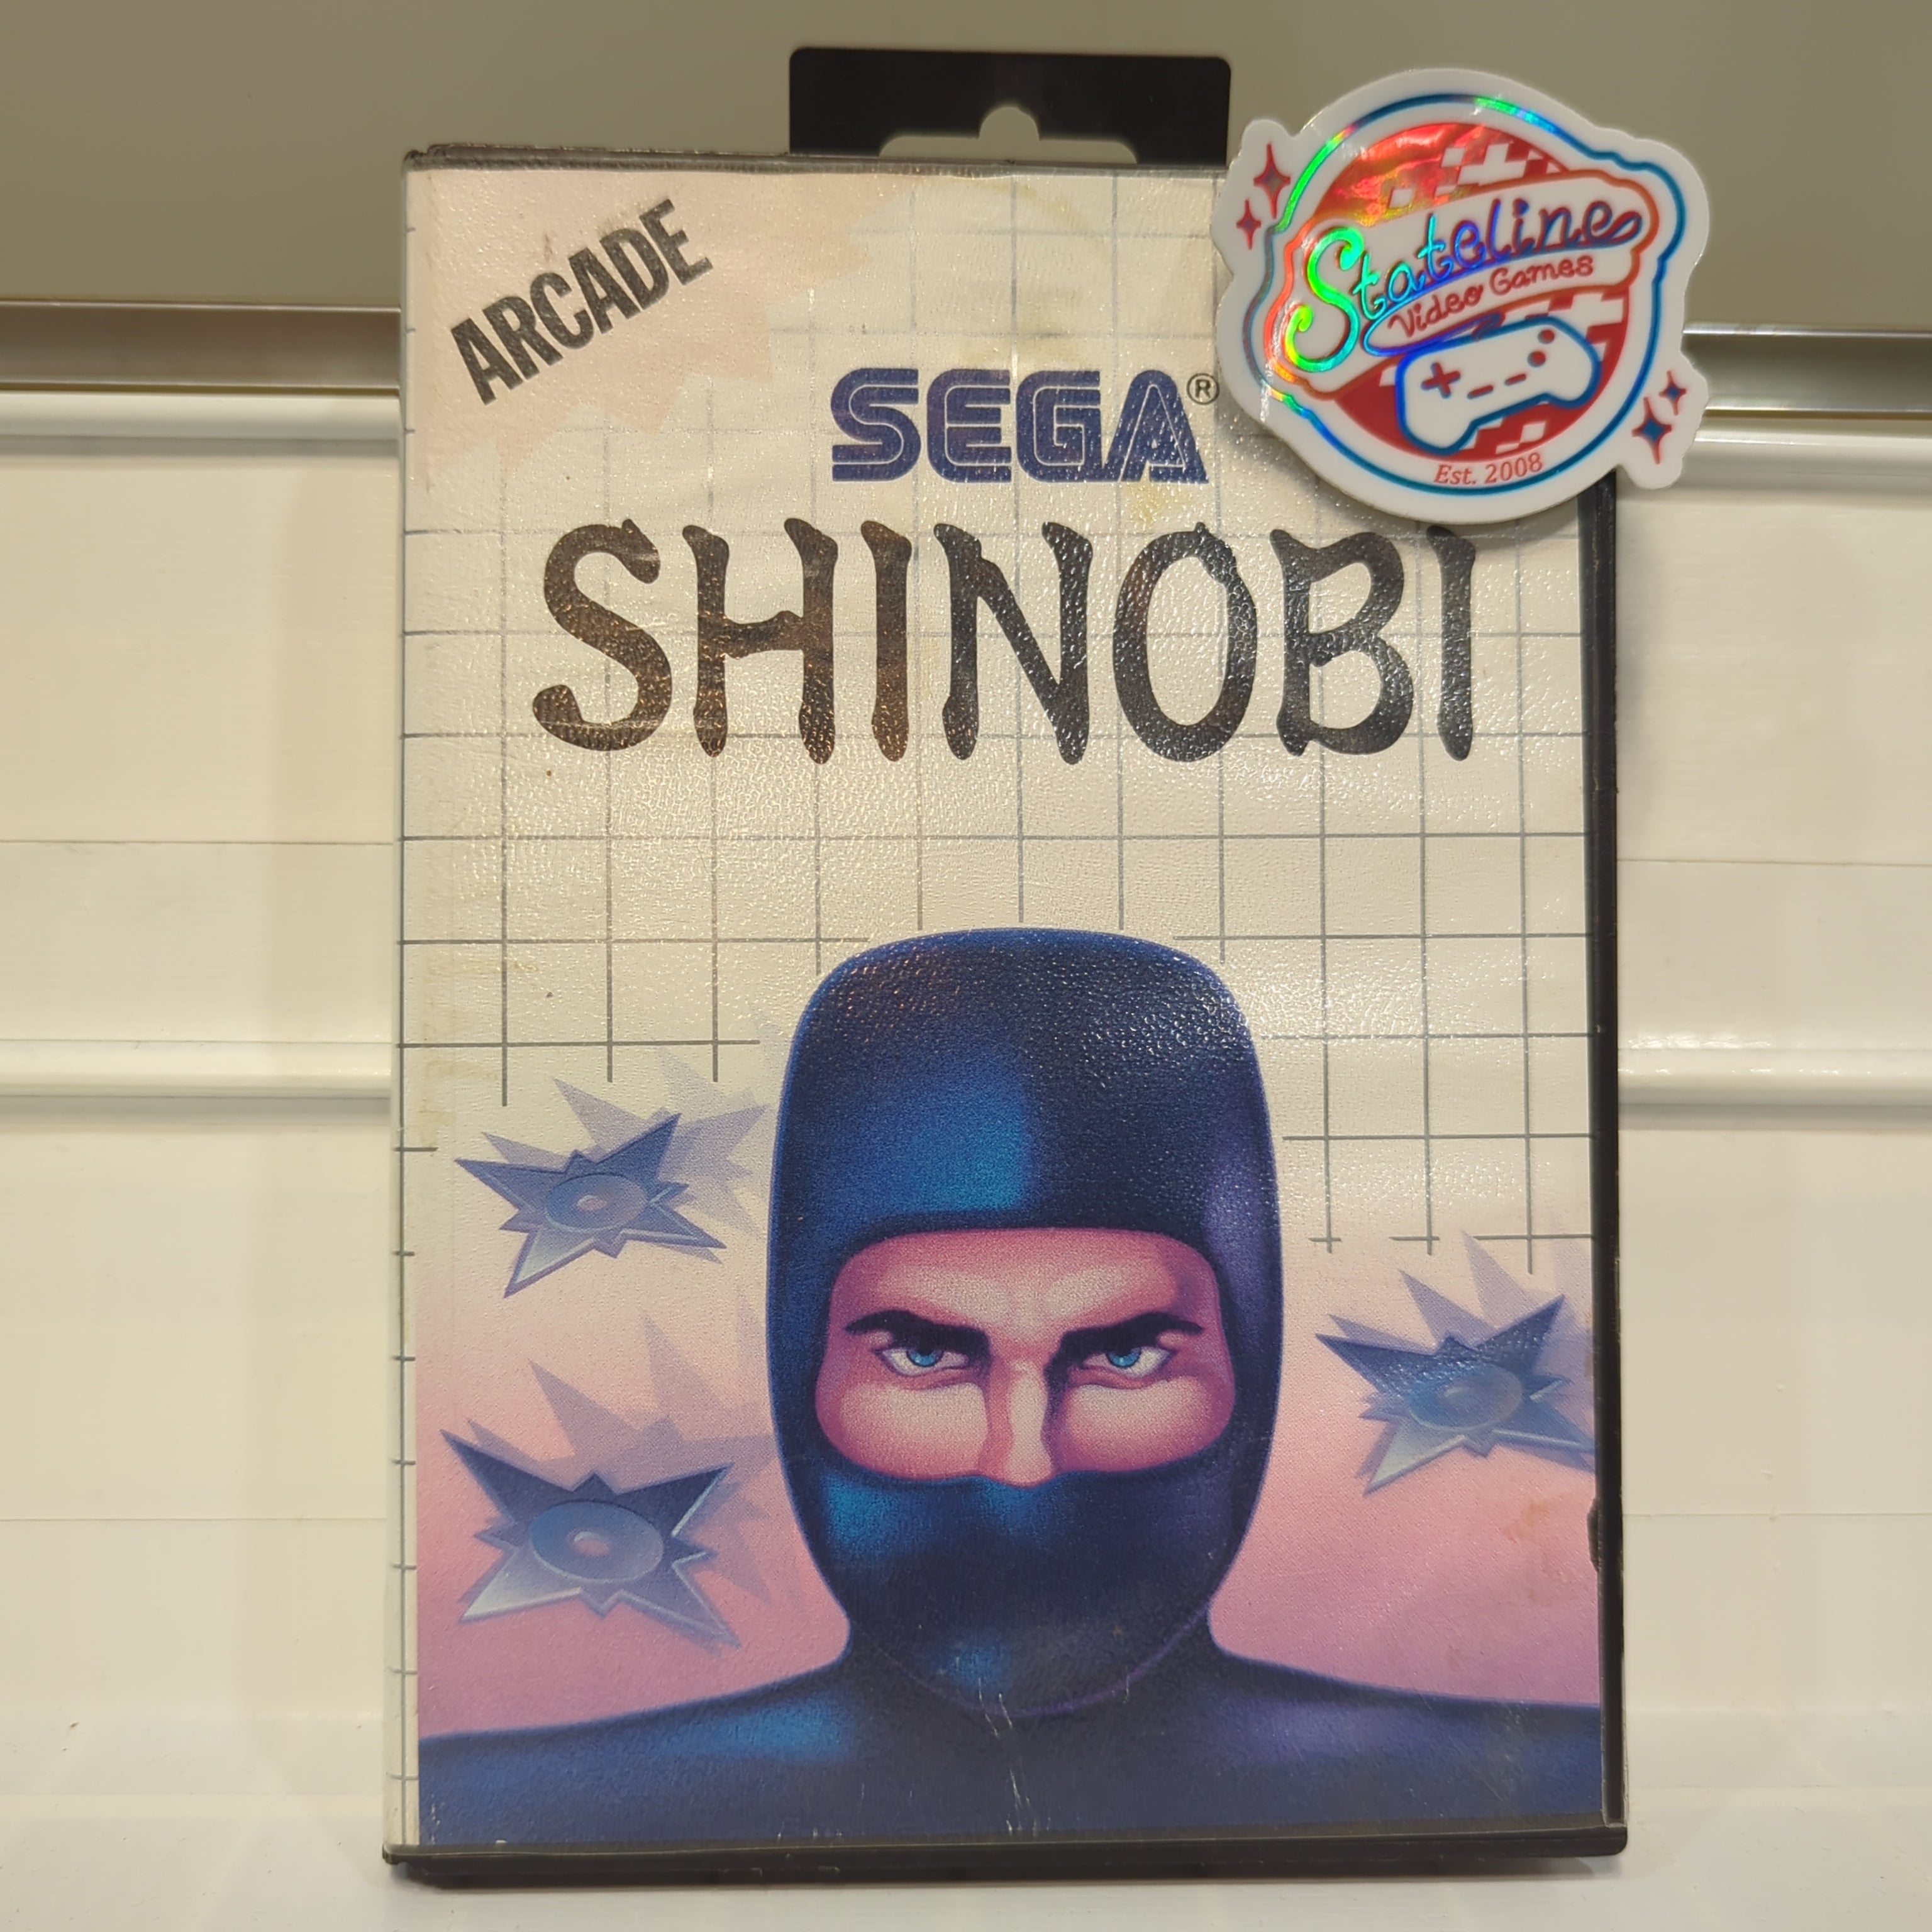 ARCADE
SEGA®
SHINOBI
Stateline
Video Games
Est. 2008